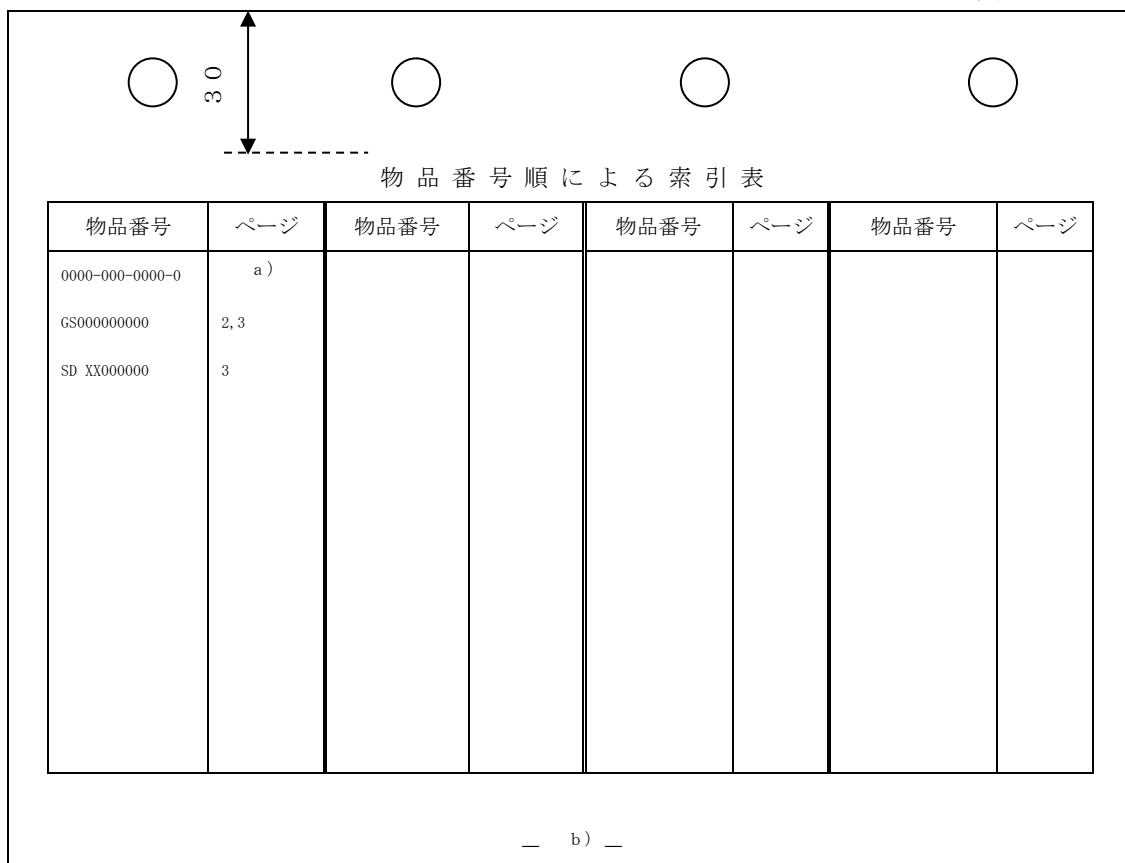 30
物品番号順による索引表
物品番号 ページ 物品番号 ページ 物品番号 ページ 物品番号 ページ
0000-000-0000-0 a)
GS000000000 2,3
SD XX000000 3
― b) ―